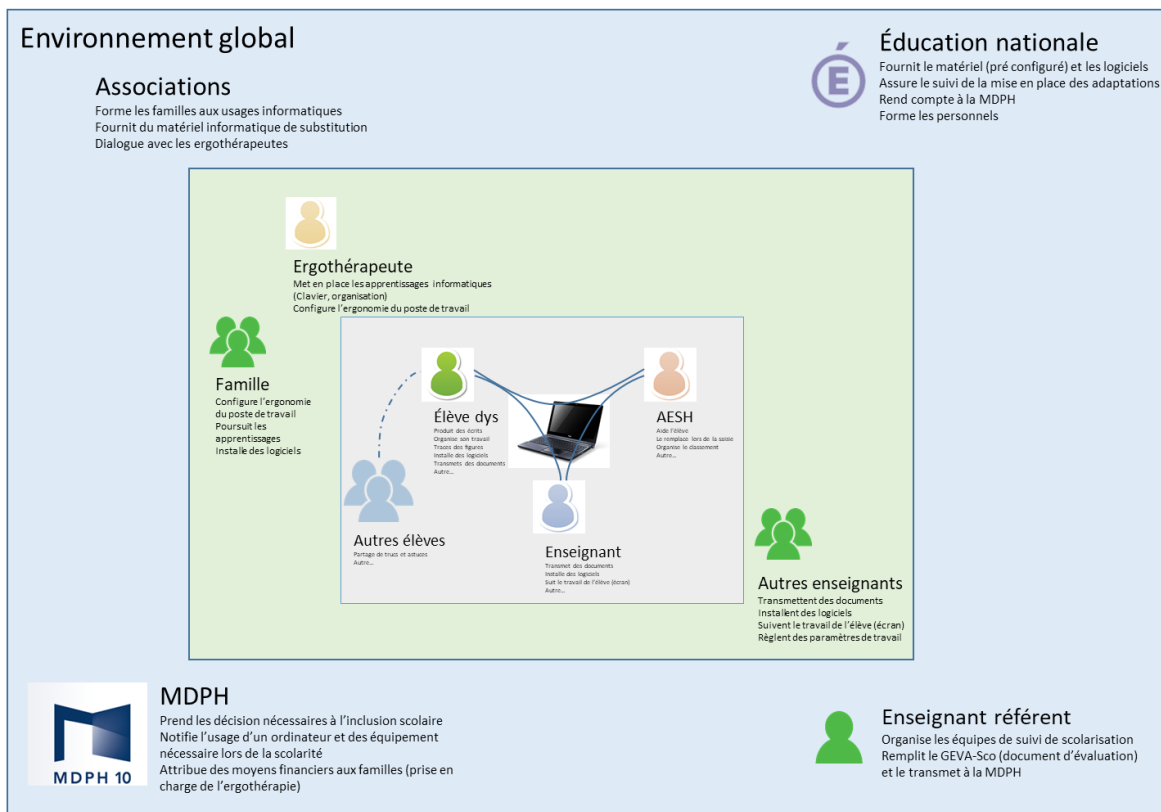 Environnement global
Associations
Forme les familles aux usages informatiques
Fournit du matériel informatique de substitution
Dialogue avec les ergothérapeutes
É
Éducation nationale
Fournit le matériel (pré configuré) et les logiciels
Assure le suivi de la mise en place des adaptations
Rend compte à la MDPH
Forme les personnels
Ergothérapeute
Met en place les apprentissages informatiques
(Clavier, organisation)
Configure l’ergonomie du poste de travail
Famille
Configure l’ergonomie
du poste de travail
Poursuit les
apprentissages
Installe des logiciels
Élève dys
Produit des écrits
Organise son travail
Traces des figures
Installe des logiciels
Transmets des documents
Autre...
AESH
Aide l’élève
Le remplace lors de la saisie
Organise le classement
Autre...
Autres élèves
Partage de trucs et astuces
Autre...
Enseignant
Transmet des documents
Installe des logiciels
Suit le travail de l’élève (écran)
Autre...
Autres enseignants
Transmettent des documents
Installent des logiciels
Suivent le travail de l’élève (écran)
Règlent des paramètres de travail
MDPH 10
MDPH
Prend les décision nécessaires à l’inclusion scolaire
Notifie l’usage d’un ordinateur et des équipement
nécessaire lors de la scolarité
Attribue des moyens financiers aux familles (prise en
charge de l’ergothérapie)
Enseignant référent
Organise les équipes de suivi de scolarisation
Remplit le GEVA-Sco (document d’évaluation)
et le transmet à la MDPH